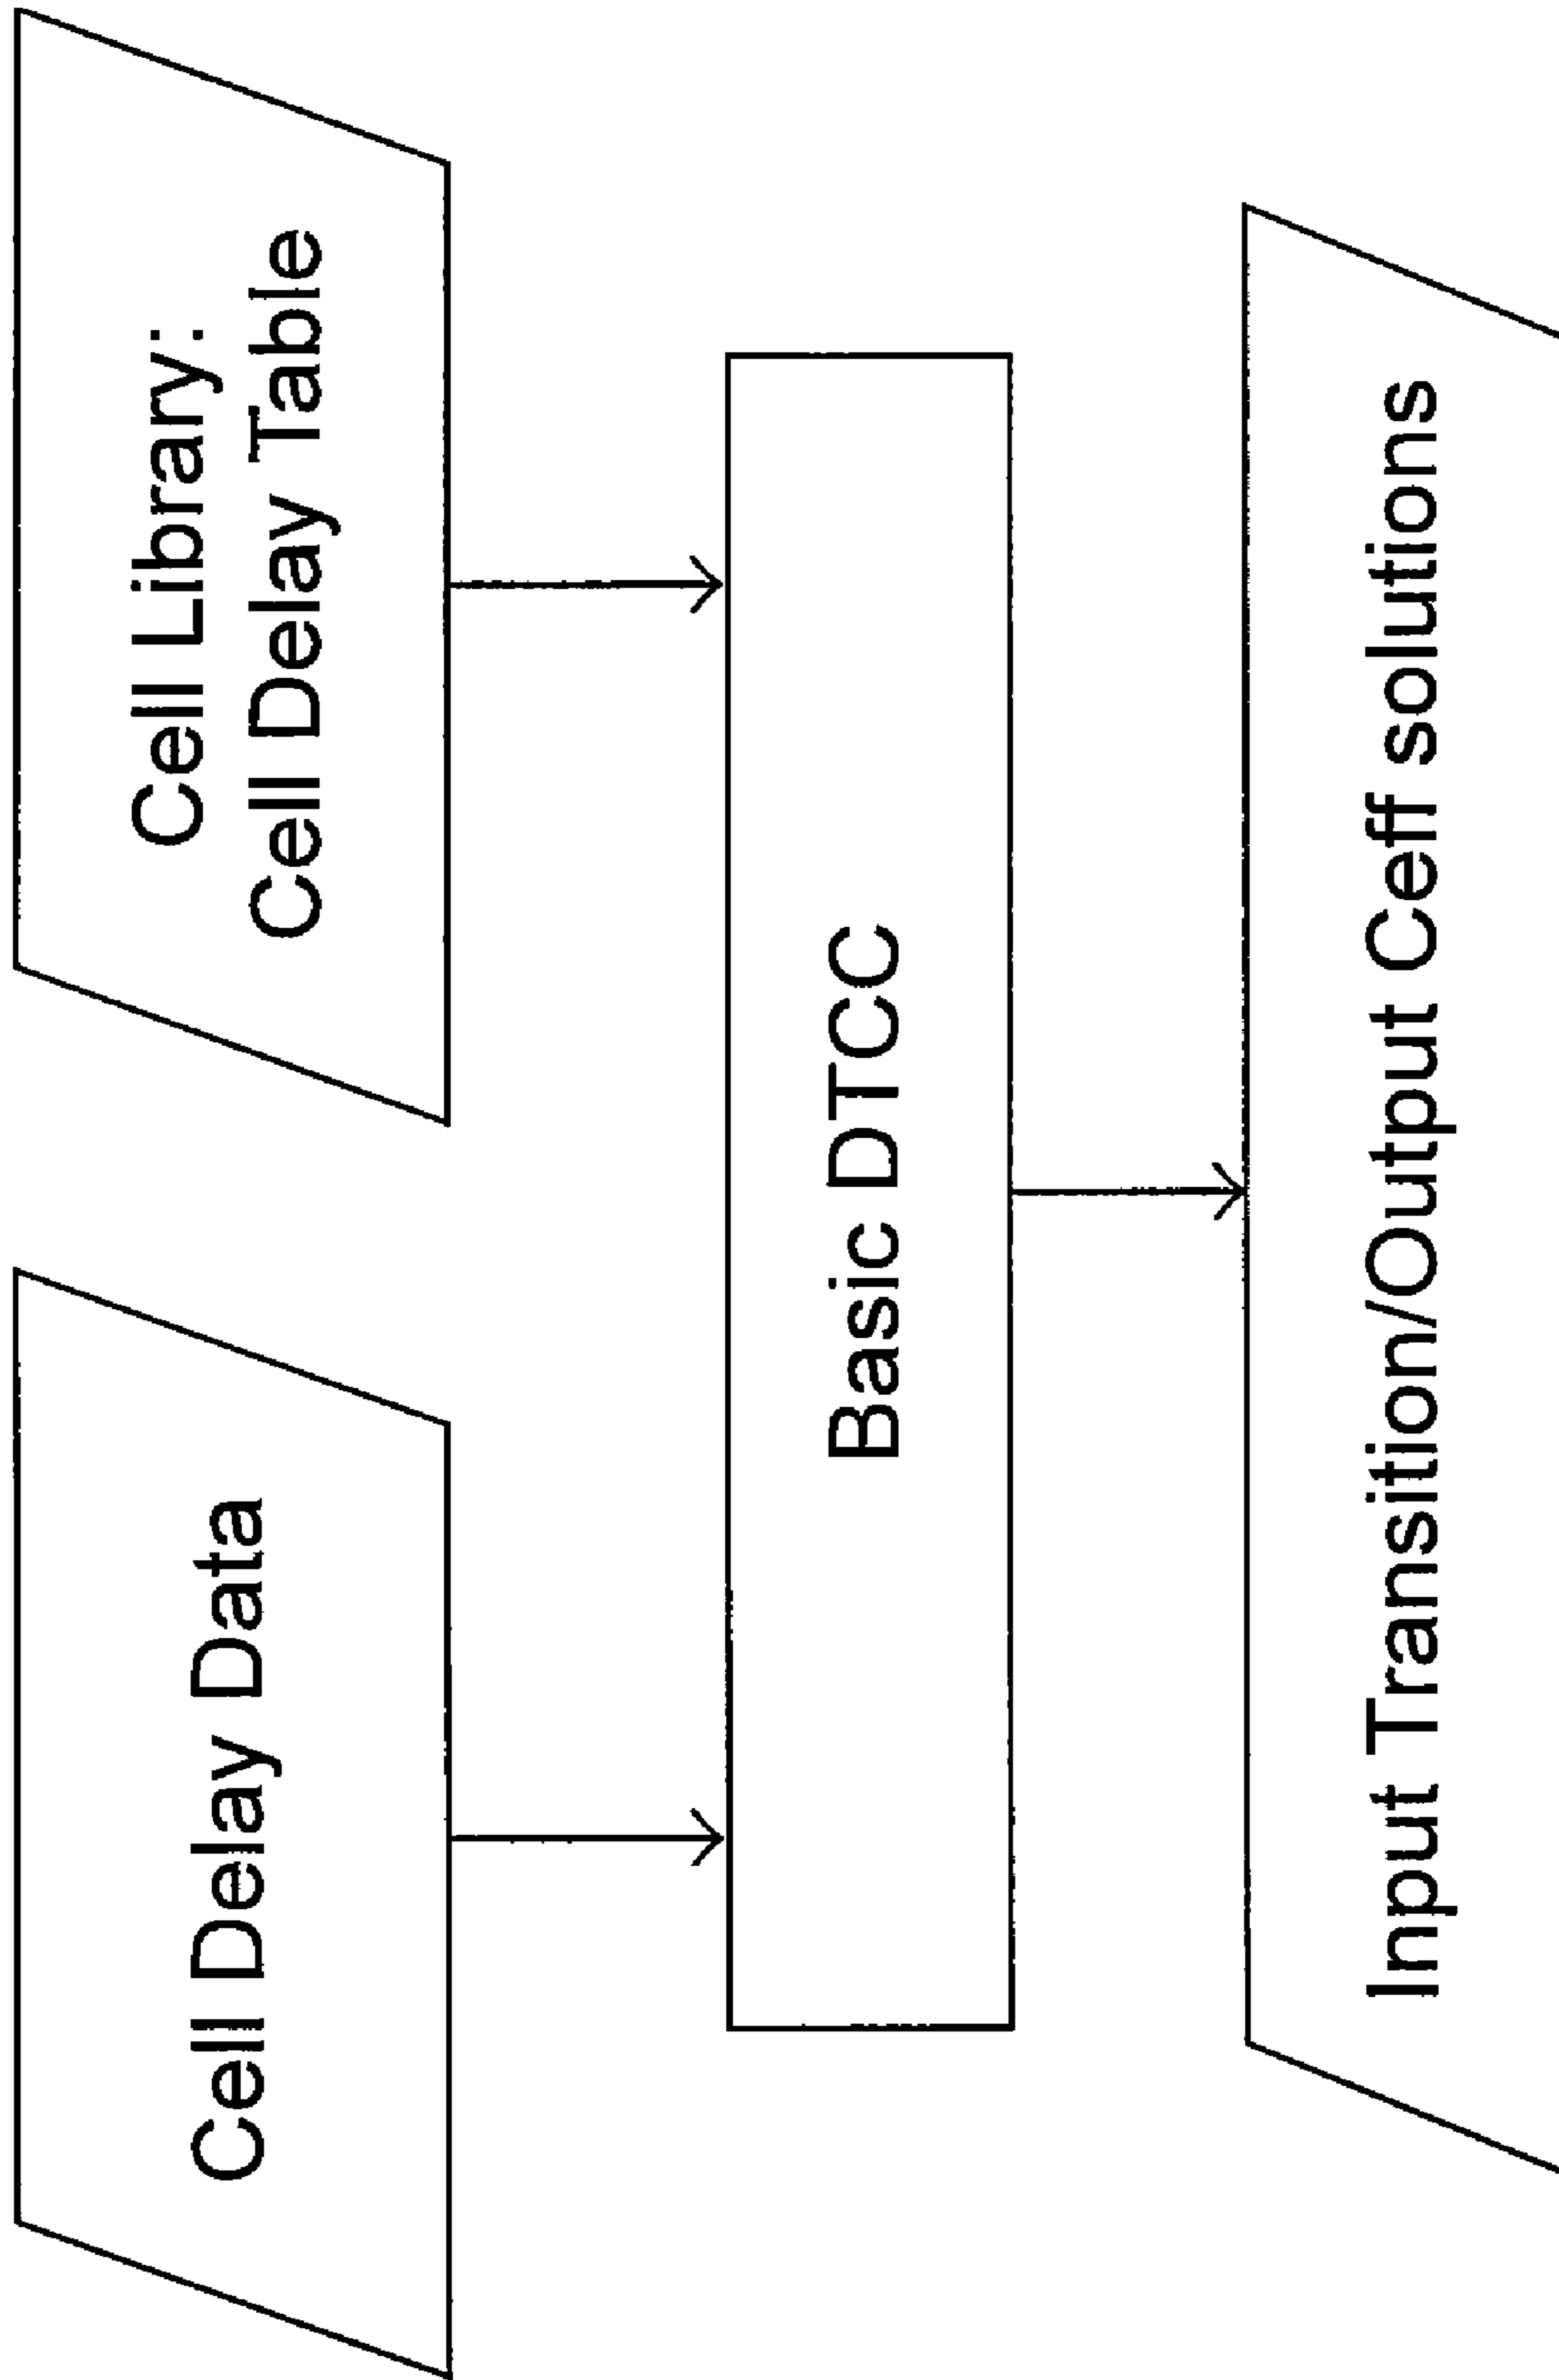 Cell Delay Data
Cell Library:
Cell Delay Table
Basic DTCC
Input Transition/Output Ceff solutions